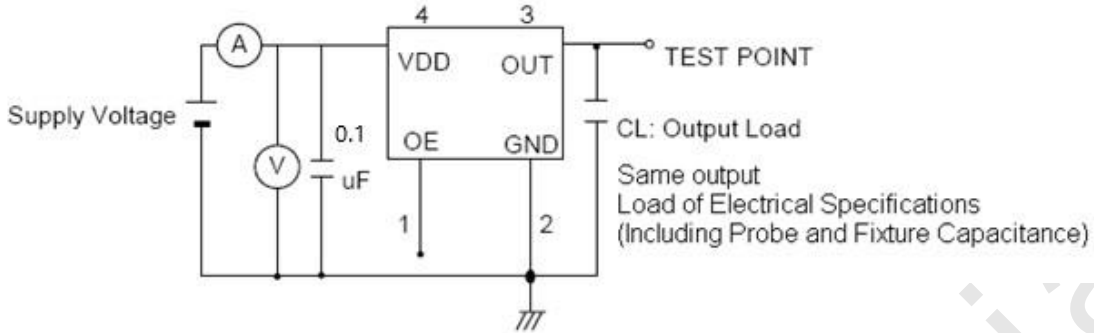 4
3
A
VDD
OUT
TEST POINT
Supply Voltage
0.1
uF
V
OE
GND
CL: Output Load
1
2
Same output
Load of Electrical Specifications
(Including Probe and Fixture Capacitance)